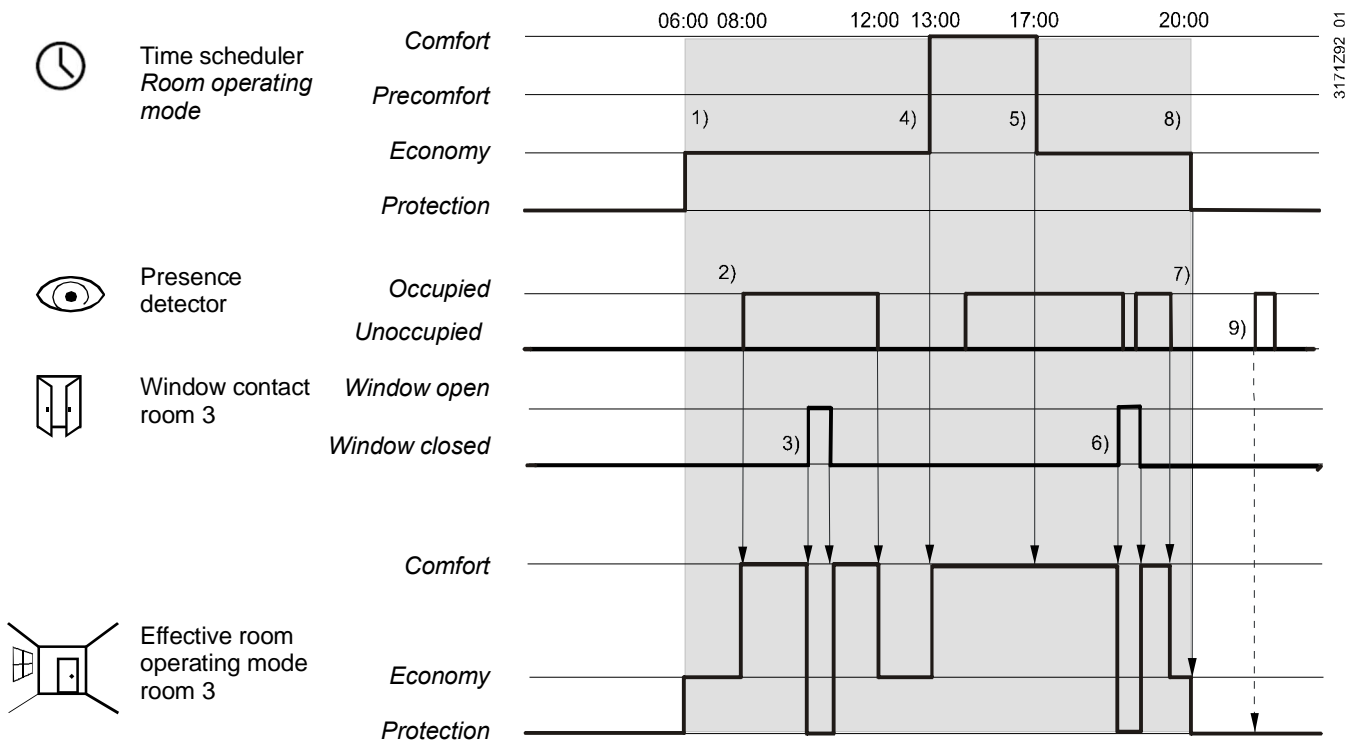 06:00 08:00 12:00 13:00 17:00 20:00
3171Z92 01
Time scheduler
Room operating
mode
Comfort
Precomfort
Economy
Protection
1)
4)
5)
8)
Presence
detector
Occupied
Unoccupied
2)
7)
9)
Window contact
room 3
Window open
Window closed
3)
6)
Effective room
operating mode
room 3
Comfort
Economy
Protection